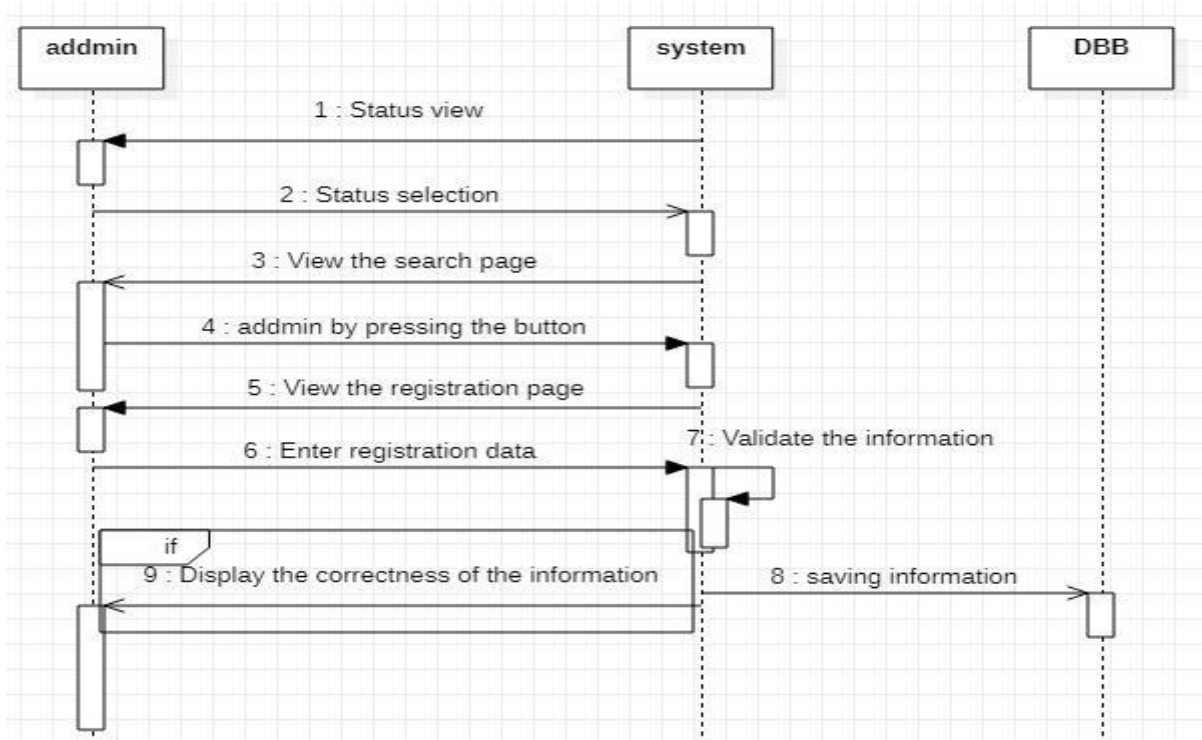 addmin
system
DBB
1 : Status view
2 : Status selection
3 : View the search page
4 : addmin by pressing the button
5 : View the registration page
7 : Validate the information
6 : Enter registration data
if
9 : Display the correctness of the information
8 : saving information